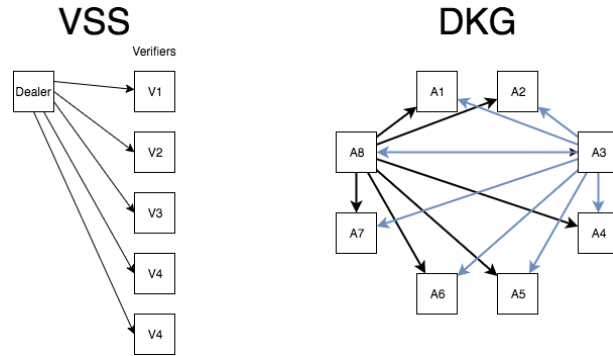 VSS
Verifiers
Dealer
V1
V2
V3
V4
V4
DKG
A1
A2
A8
A3
A7
A4
A6
A5